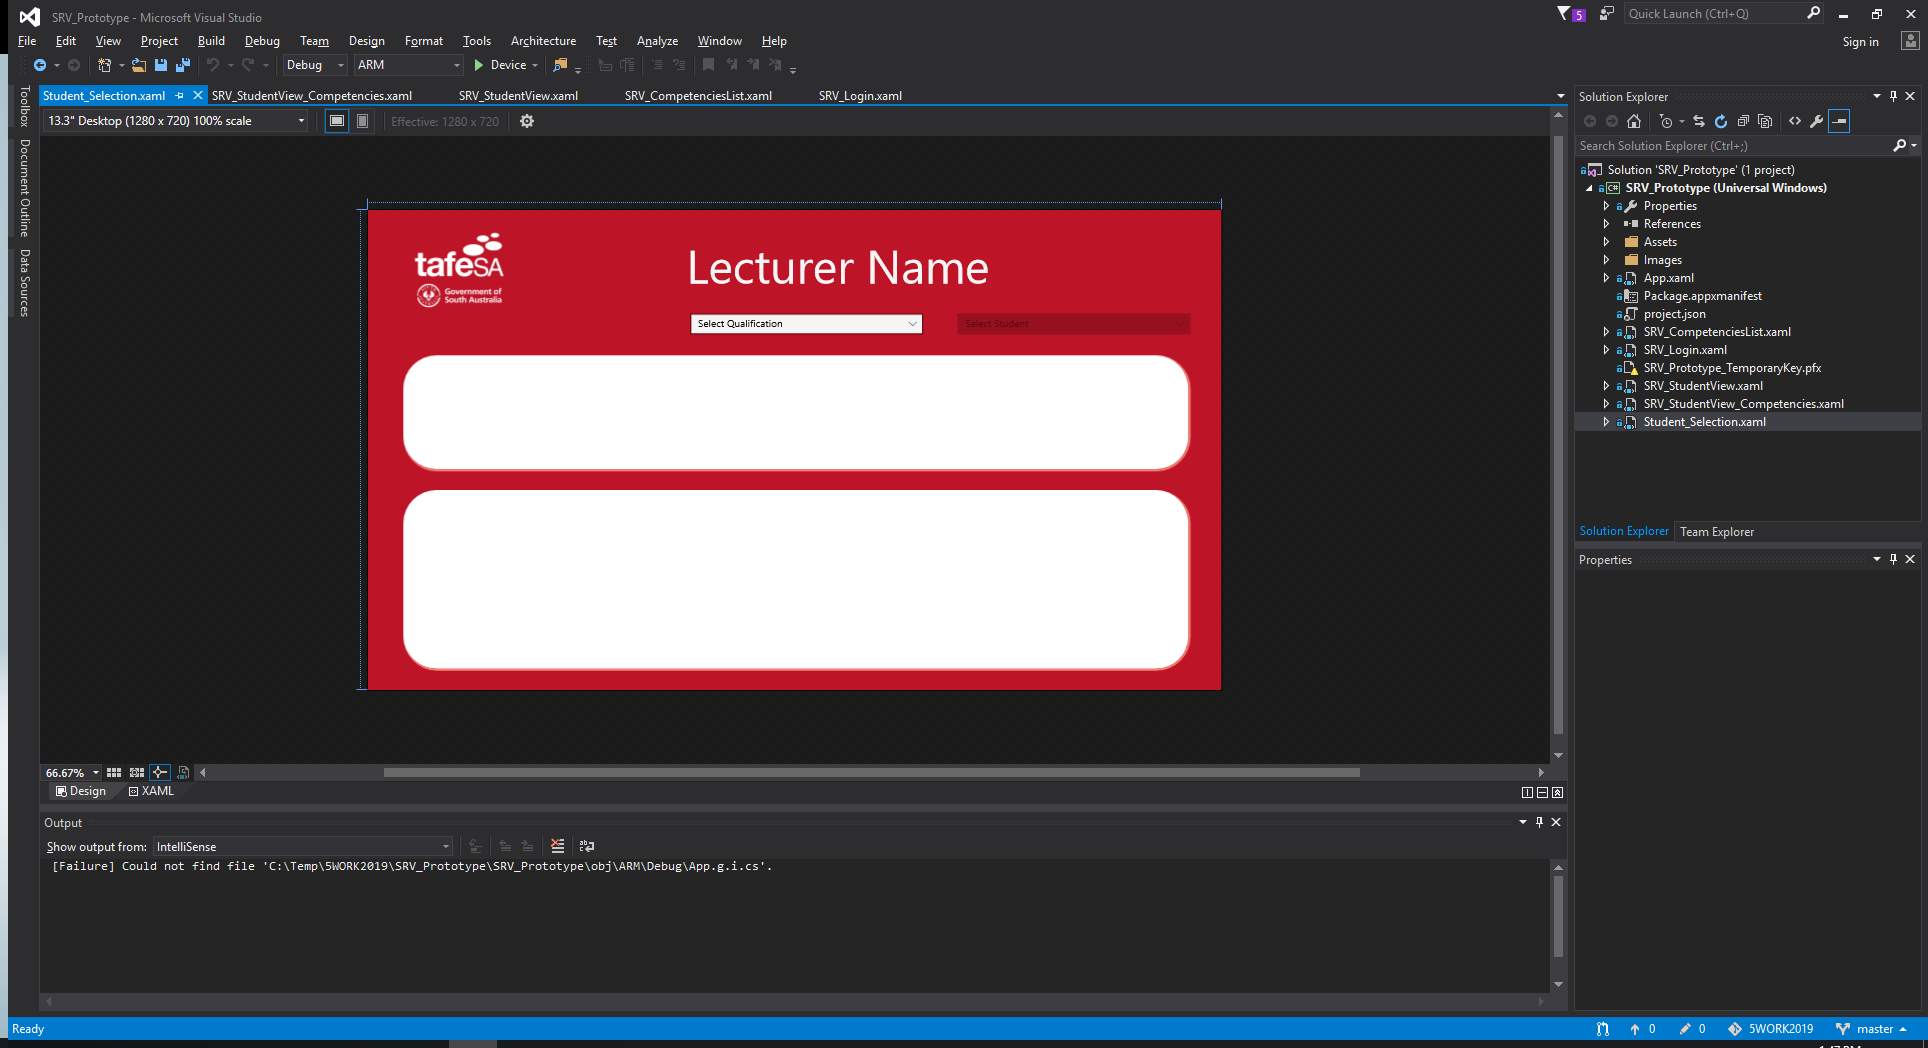 SRV_Prototype - Microsoft Visual Studio
5
Quick Launch (Ctrl+Q)
File Edit View Project Build Debug Team Design Format Tools Architecture Test Analyze Window Help
Sign in
Debug ARM Device
Toolbox
Document Outline
Data Sources
Student_Selection.xaml SRV_StudentView_Competencies.xaml SRV_StudentView.xaml SRV_CompetenciesList.xaml SRV_Login.xaml
13.3" Desktop (1280 x 720) 100% scale
Effective: 1280 x 720
tafeSA
Government of
South Australia
Lecturer Name
Select Qualification
Select Student
66.67%
Design XAML
Output
Show output from: IntelliSense
[Failure] Could not find file 'C:\Temp\5WORK2019\SRV_Prototype\SRV_Prototype\obj\ARM\Debug\App.g.i.cs'.
Solution Explorer
Search Solution Explorer (Ctrl+;)
Solution 'SRV_Prototype' (1 project)
C# SRV_Prototype (Universal Windows)
Properties
References
Assets
Images
App.xaml
Package.appxmanifest
project.json
SRV_CompetenciesList.xaml
SRV_Login.xaml
SRV_Prototype_TemporaryKey.pfx
SRV_StudentView.xaml
SRV_StudentView_Competencies.xaml
Student_Selection.xaml
Solution Explorer Team Explorer
Properties
Ready
0 0 5WORK2019 master